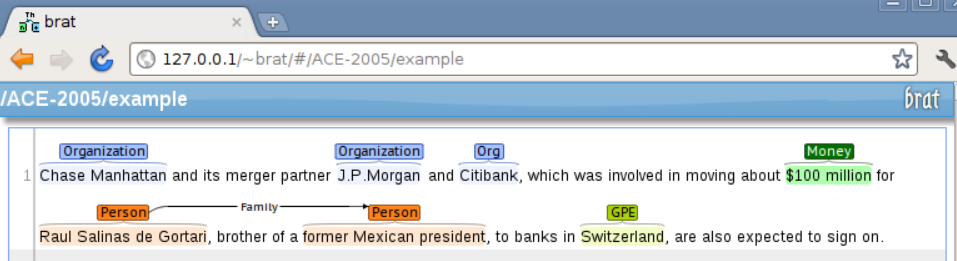 brat
127.0.0.1/~brat/#/ACE-2005/example
/ACE-2005/example brat
Organization Organization Org Money
1 Chase Manhattan and its merger partner J.P.Morgan and Citibank, which was involved in moving about $100 million for
Person Family Person GPE
Raul Salinas de Gortari, brother of a former Mexican president, to banks in Switzerland, are also expected to sign on.